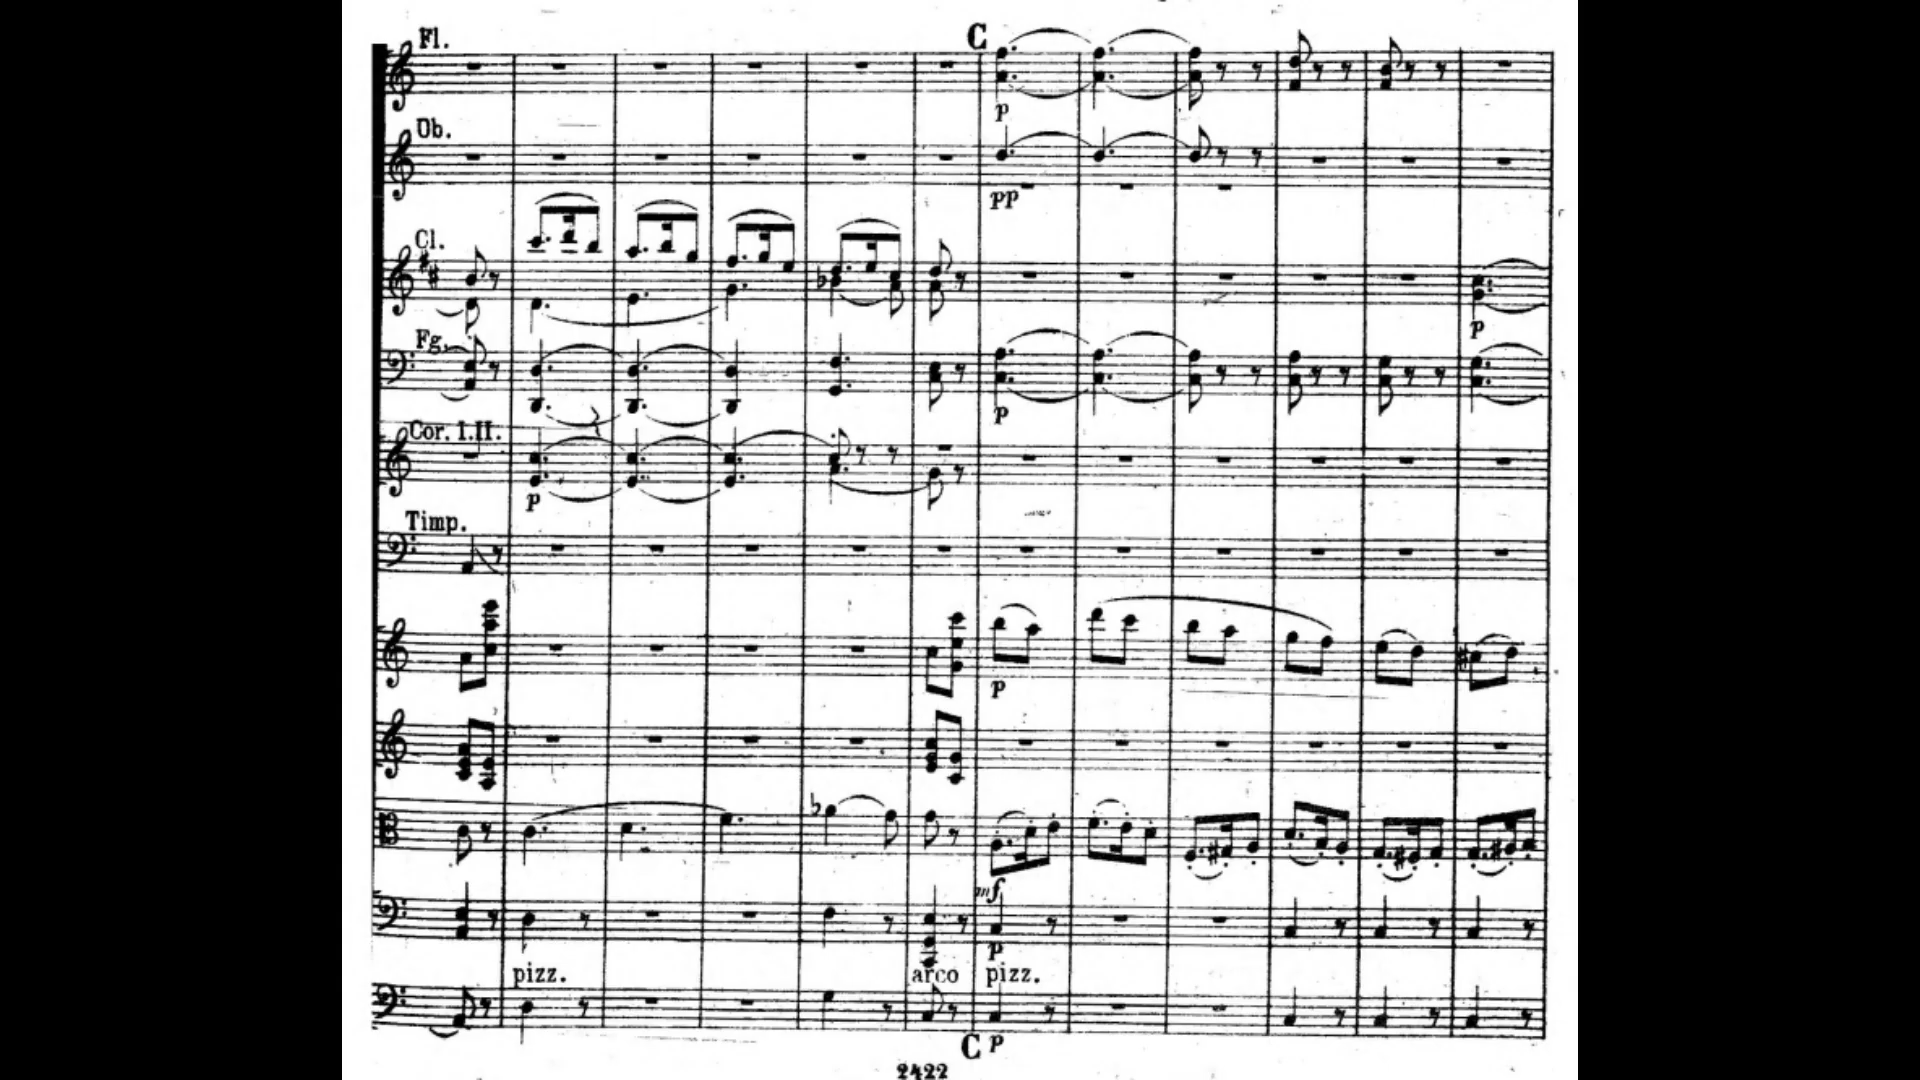 Fl.
C
p
Ob.
pp
Cl.
p
Fg.
p
Cor. I.II.
p
Timp.
p
mf
p
pizz. arco pizz.
C p
2422